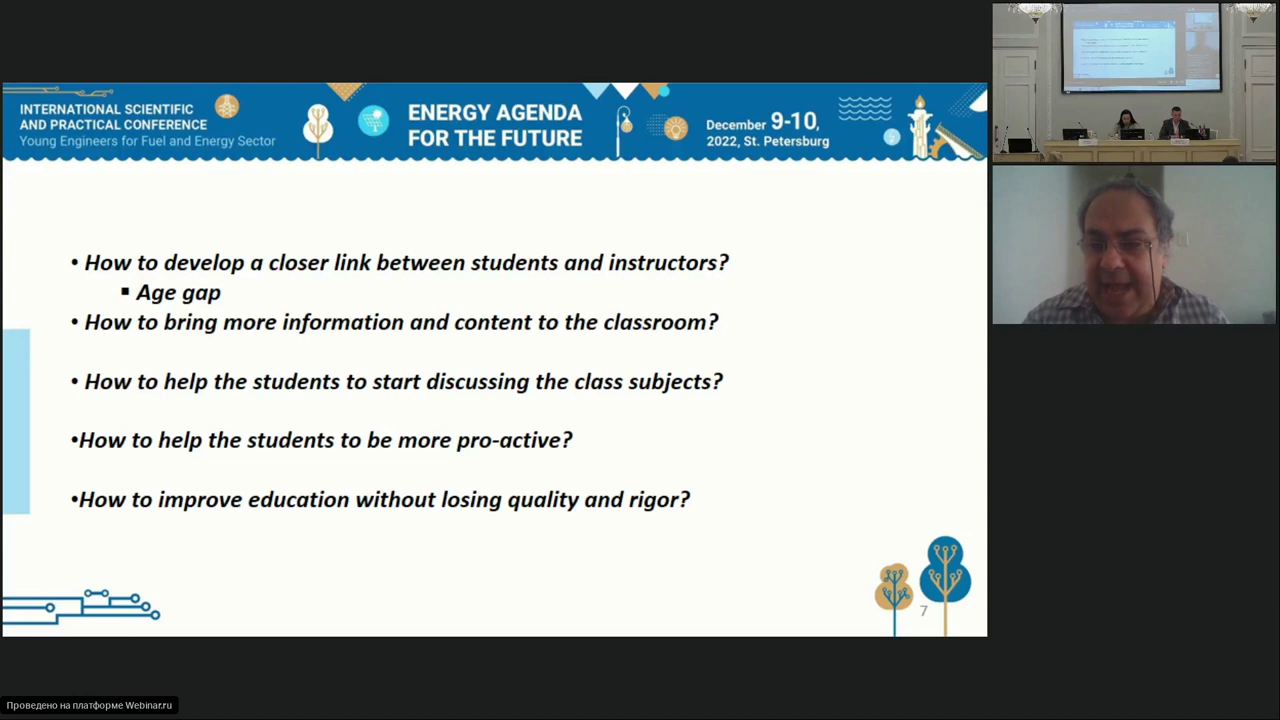 INTERNATIONAL SCIENTIFIC
AND PRACTICAL CONFERENCE
Young Engineers for Fuel and Energy Sector
ENERGY AGENDA
FOR THE FUTURE
December 9-10,
2022, St. Petersburg
• How to develop a closer link between students and instructors?
▪ Age gap
• How to bring more information and content to the classroom?
• How to help the students to start discussing the class subjects?
•How to help the students to be more pro-active?
•How to improve education without losing quality and rigor?
7
Проведено на платформе Webinar.ru